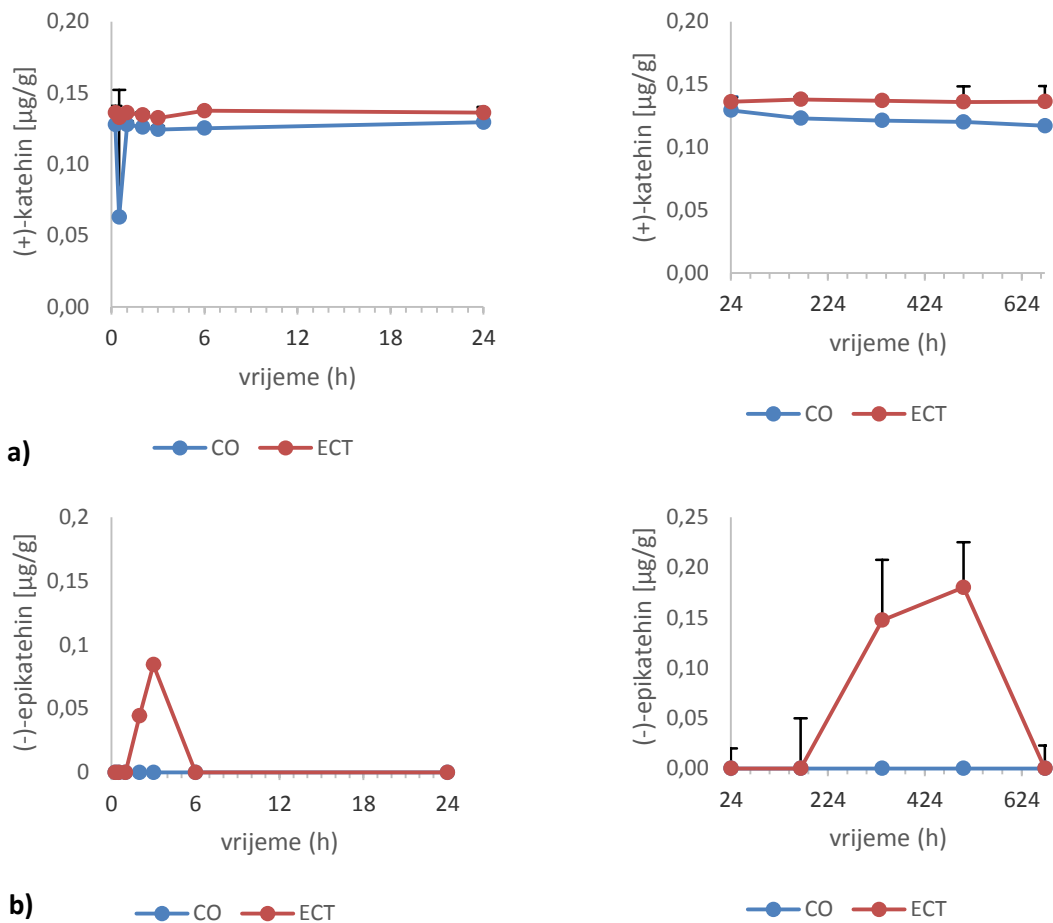 (+)-katehin [µg/g]
0,20
0,15
0,10
0,05
0,00
0 6 12 18 24
vrijeme (h)
CO ECT
(+)-katehin [µg/g]
0,20
0,15
0,10
0,05
0,00
24 224 424 624
vrijeme (h)
CO ECT
a)
(-)-epikatehin [µg/g]
0,2
0,15
0,1
0,05
0
0 6 12 18 24
vrijeme (h)
CO ECT
(-)-epikatehin [µg/g]
0,25
0,20
0,15
0,10
0,05
0,00
24 224 424 624
vrijeme (h)
CO ECT
b)